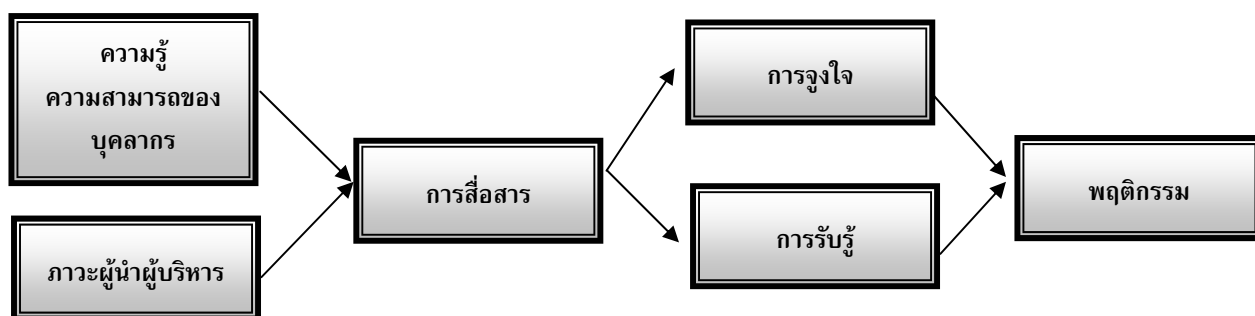 ความรู้
ความสามารถของ
บุคลากร
ภาวะผู้นำผู้บริหาร
การสื่อสาร
การจูงใจ
การรับรู้
พฤติกรรม